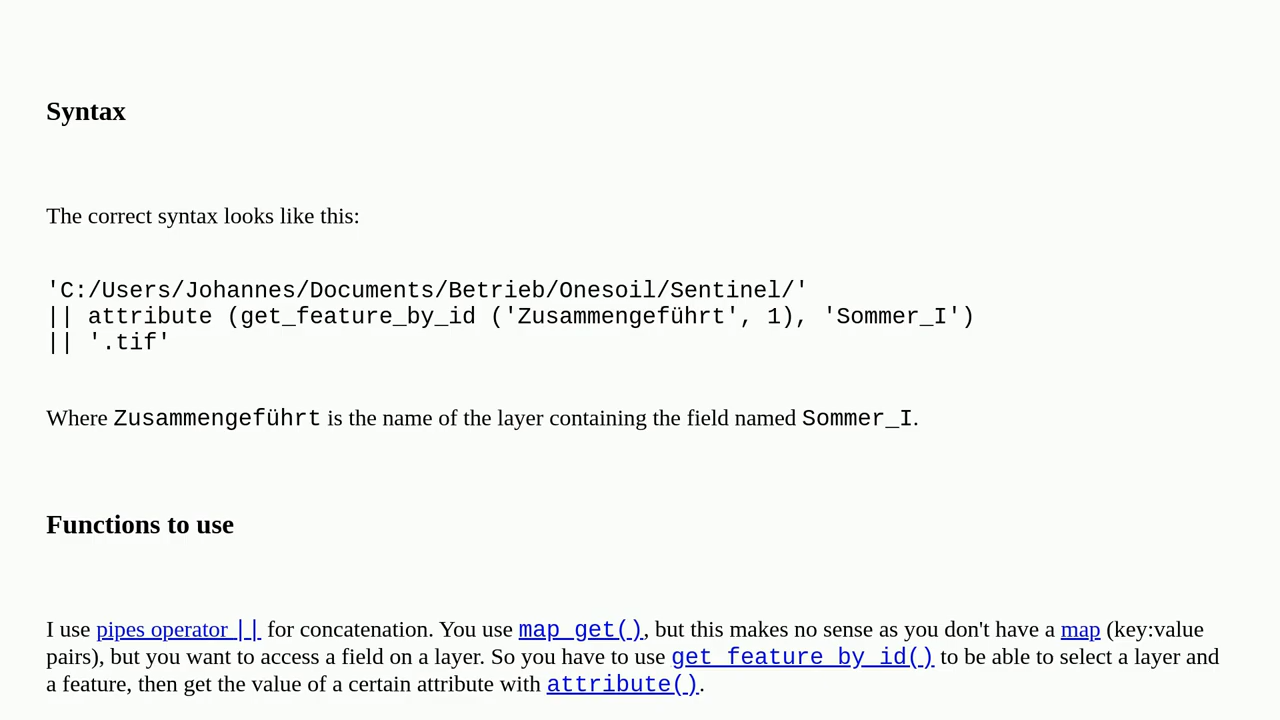 Syntax
The correct syntax looks like this:
'C:/Users/Johannes/Documents/Betrieb/Onesoil/Sentinel/'
|| attribute (get_feature_by_id ('Zusammengeführt', 1), 'Sommer_I')
|| '.tif'
Where Zusammengeführt is the name of the layer containing the field named Sommer_I.
Functions to use
I use pipes operator || for concatenation. You use map_get(), but this makes no sense as you don't have a map (key:value
pairs), but you want to access a field on a layer. So you have to use get_feature_by_id() to be able to select a layer and
a feature, then get the value of a certain attribute with attribute().